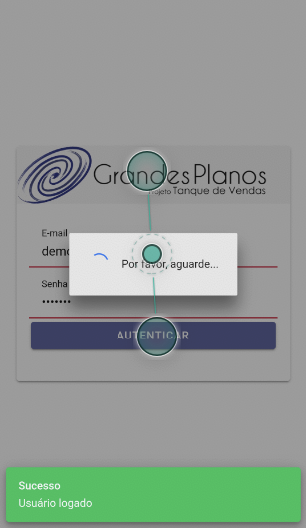 GrandesPlanos
Projeto Tanque de Vendas
E-mail
demo
Por favor, aguarde...
Senha
•••••••
AUTENTICAR
Sucesso
Usuário logado